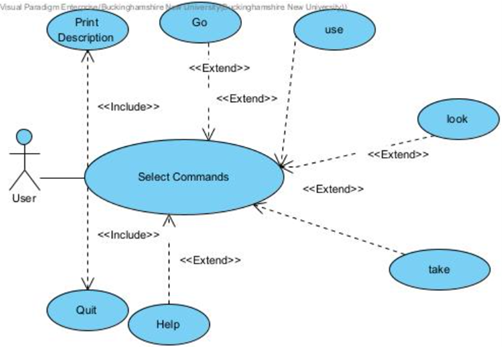 Visual Paradigm Enterprise(Buckinghamshire New University(Buckinghamshire New University))
Print
Description
Go
use
<<Extend>>
<<Include>>
<<Extend>>
look
<<Extend>>
Select Commands
User
<<Extend>>
<<Include>>
<<Extend>>
take
Quit
Help